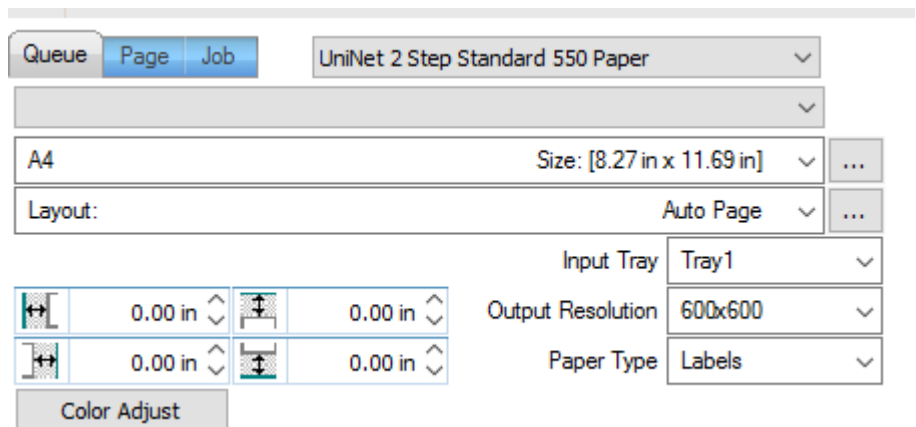 Queue Page Job UniNet 2 Step Standard 550 Paper
A4 Size: [8.27 in x 11.69 in] ...
Layout: Auto Page ...
Input Tray Tray1
0.00 in 0.00 in Output Resolution 600x600
0.00 in 0.00 in Paper Type Labels
Color Adjust